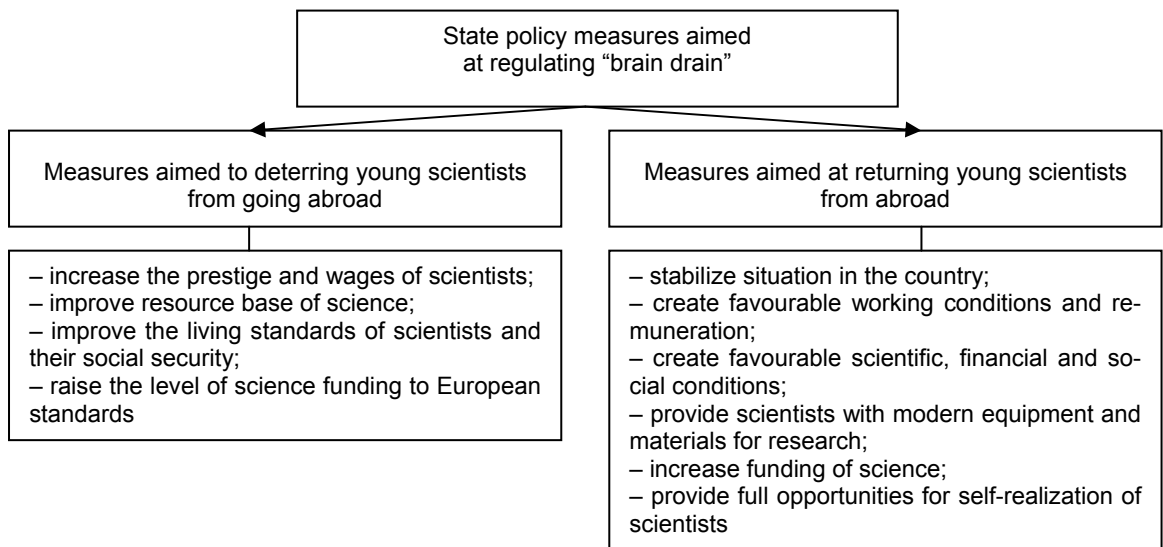 State policy measures aimed
at regulating “brain drain”
Measures aimed to deterring young scientists
from going abroad
– increase the prestige and wages of scientists;
– improve resource base of science;
– improve the living standards of scientists and
their social security;
– raise the level of science funding to European
standards
Measures aimed at returning young scientists
from abroad
– stabilize situation in the country;
– create favourable working conditions and re-
muneration;
– create favourable scientific, financial and so-
cial conditions;
– provide scientists with modern equipment and
materials for research;
– increase funding of science;
– provide full opportunities for self-realization of
scientists